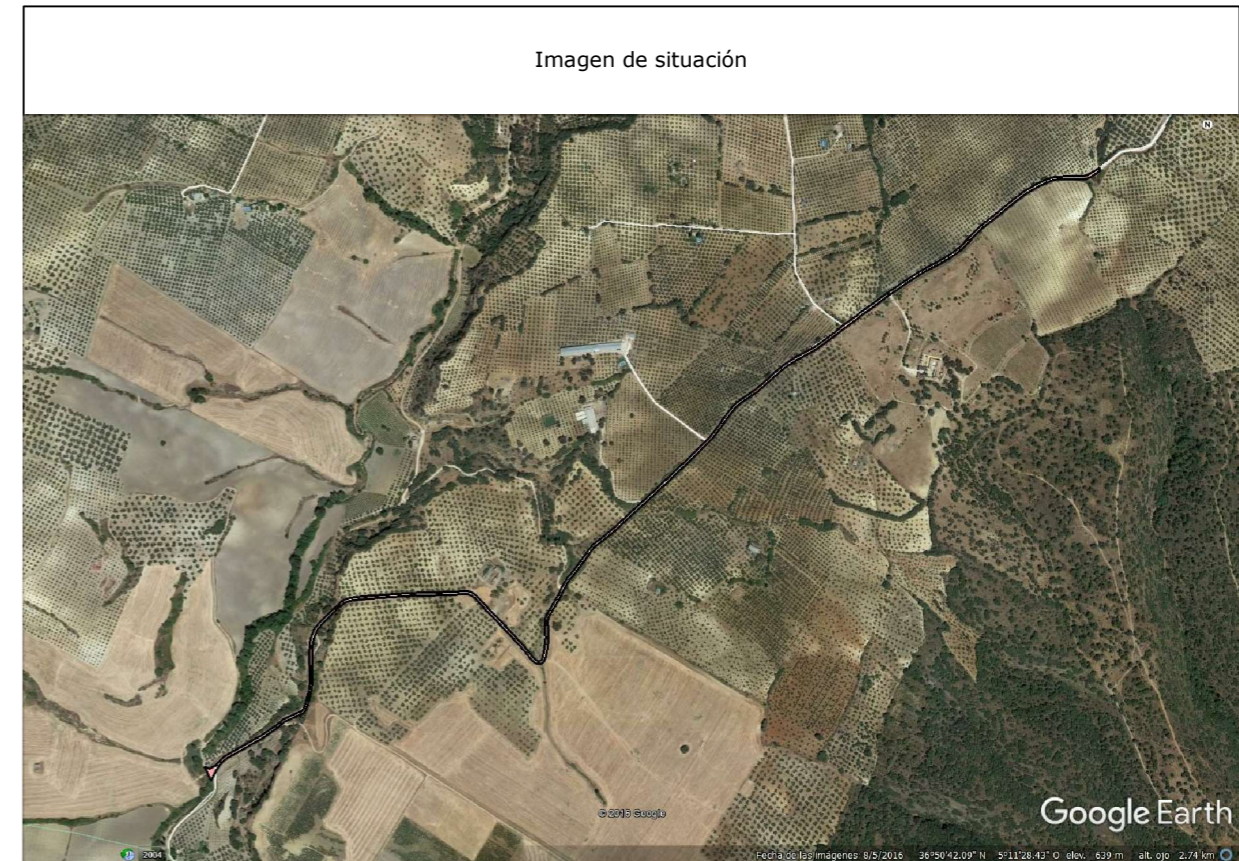 Imagen de situación
N
© 2016 Google
Google Earth
2004
Fecha de las imágenes: 8/5/2016 36°50'42.09" N 5°11'28.43" O elev. 639 m alt. ojo 2.74 km